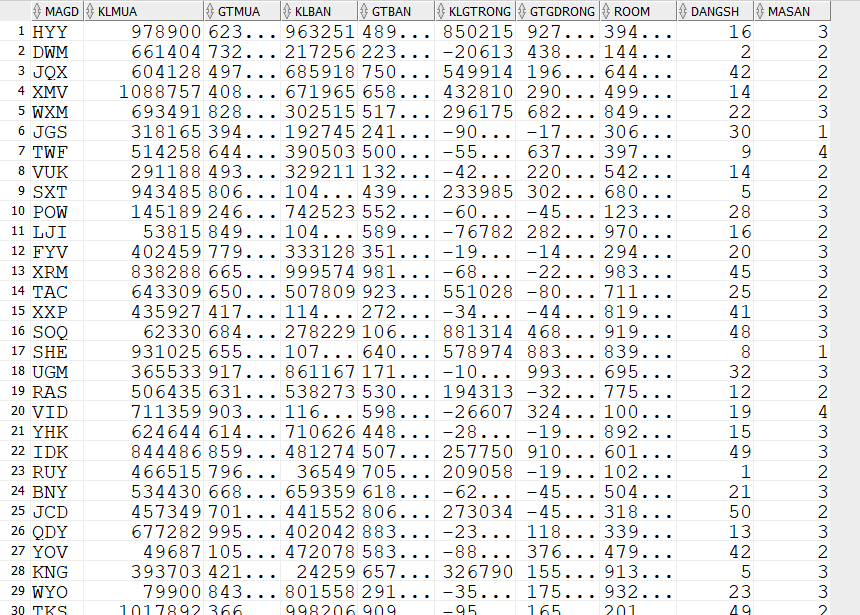 MAGD KLMUA GTMUA KLBAN GTBAN KLGTRONG GTGDRONG ROOM DANGSH MASAN
1 HYY 978900 623... 963251 489... 850215 927... 394... 16 3
2 DWM 661404 732... 217256 223... -20613 438... 144... 2 2
3 JQX 604128 497... 685918 750... 549914 196... 644... 42 2
4 XMV 1088757 408... 671965 658... 432810 290... 499... 14 2
5 WXM 693491 828... 302515 517... 296175 682... 849... 22 3
6 JGS 318165 394... 192745 241... -90... -17... 306... 30 1
7 TWF 514258 644... 390503 500... -55... 637... 397... 9 4
8 VUK 291188 493... 329211 132... -42... 220... 542... 14 2
9 SXT 943485 806... 104... 439... 233985 302... 680... 5 2
10 POW 145189 246... 742523 552... -60... -45... 123... 28 3
11 LJI 53815 849... 104... 589... -76782 282... 970... 16 2
12 FYV 402459 779... 333128 351... -19... -14... 294... 20 3
13 XRM 838288 665... 999574 981... -68... -22... 983... 45 3
14 TAC 643309 650... 507809 923... 551028 -80... 711... 25 2
15 XXP 435927 417... 114... 272... -34... -44... 819... 41 3
16 SOQ 62330 684... 278229 106... 881314 468... 919... 48 3
17 SHE 931025 655... 107... 640... 578974 883... 839... 8 1
18 UGM 365533 917... 861167 171... -10... 993... 695... 32 3
19 RAS 506435 631... 538273 530... 194313 -32... 775... 12 2
20 VID 711359 903... 116... 598... -26607 324... 100... 19 4
21 YHK 624644 614... 710626 448... -28... -19... 892... 15 3
22 IDK 844486 859... 481274 507... 257750 910... 601... 49 3
23 RUY 466515 796... 36549 705... 209058 -19... 102... 1 2
24 BNY 534430 668... 659359 618... -62... -45... 504... 21 3
25 JCD 457349 701... 441552 806... 273034 -45... 318... 50 2
26 QDY 677282 995... 402042 883... -23... 118... 339... 13 3
27 YOV 49687 105... 472078 583... -88... 376... 479... 42 2
28 KNG 393703 421... 24259 657... 326790 155... 913... 5 3
29 WYO 79900 843... 801558 291... -35... 175... 932... 23 3
30 TKS 1017892 366... 998206 909... -95... 165... 201... 49 2